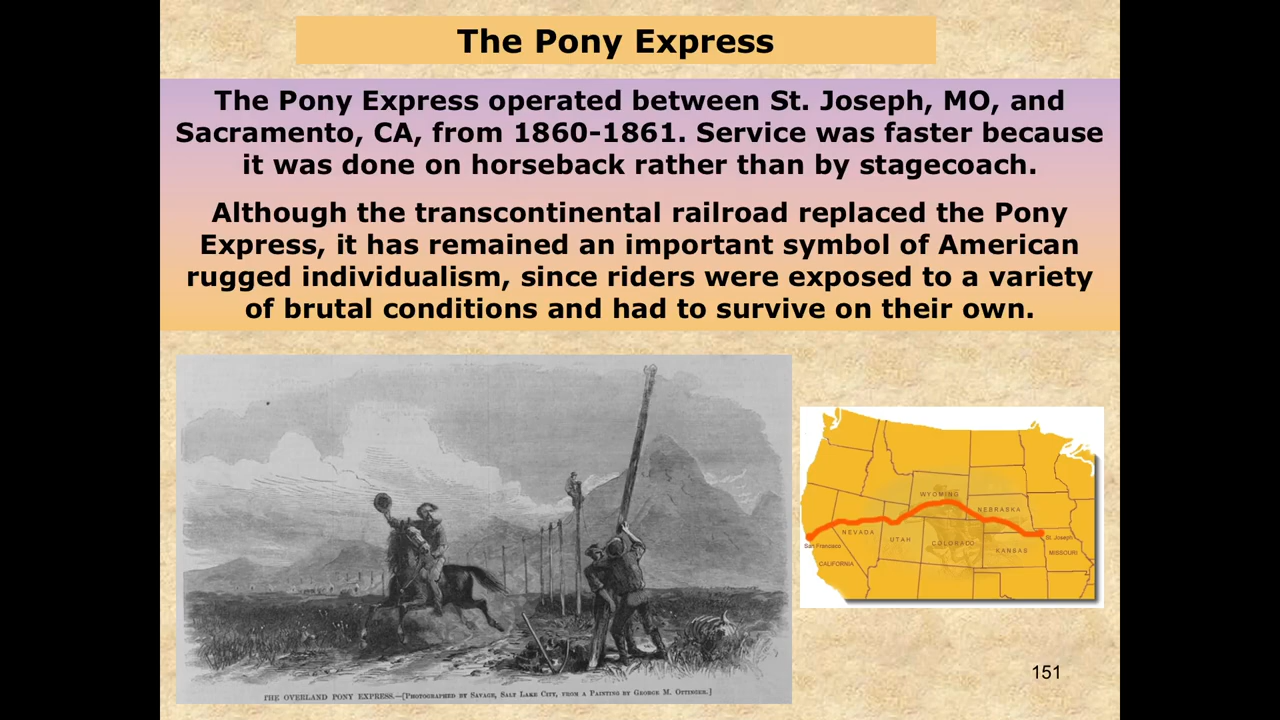 The Pony Express
The Pony Express operated between St. Joseph, MO, and
Sacramento, CA, from 1860-1861. Service was faster because
it was done on horseback rather than by stagecoach.
Although the transcontinental railroad replaced the Pony
Express, it has remained an important symbol of American
rugged individualism, since riders were exposed to a variety
of brutal conditions and had to survive on their own.
THE OVERLAND PONY EXPRESS.—[Photographed by Savage, Salt Lake City, from a Painting by George M. Ottinger.]
WYOMING
NEBRASKA
NEVADA
UTAH
COLORADO
KANSAS
St. Joseph
MISSOURI
San Francisco
CALIFORNIA
151